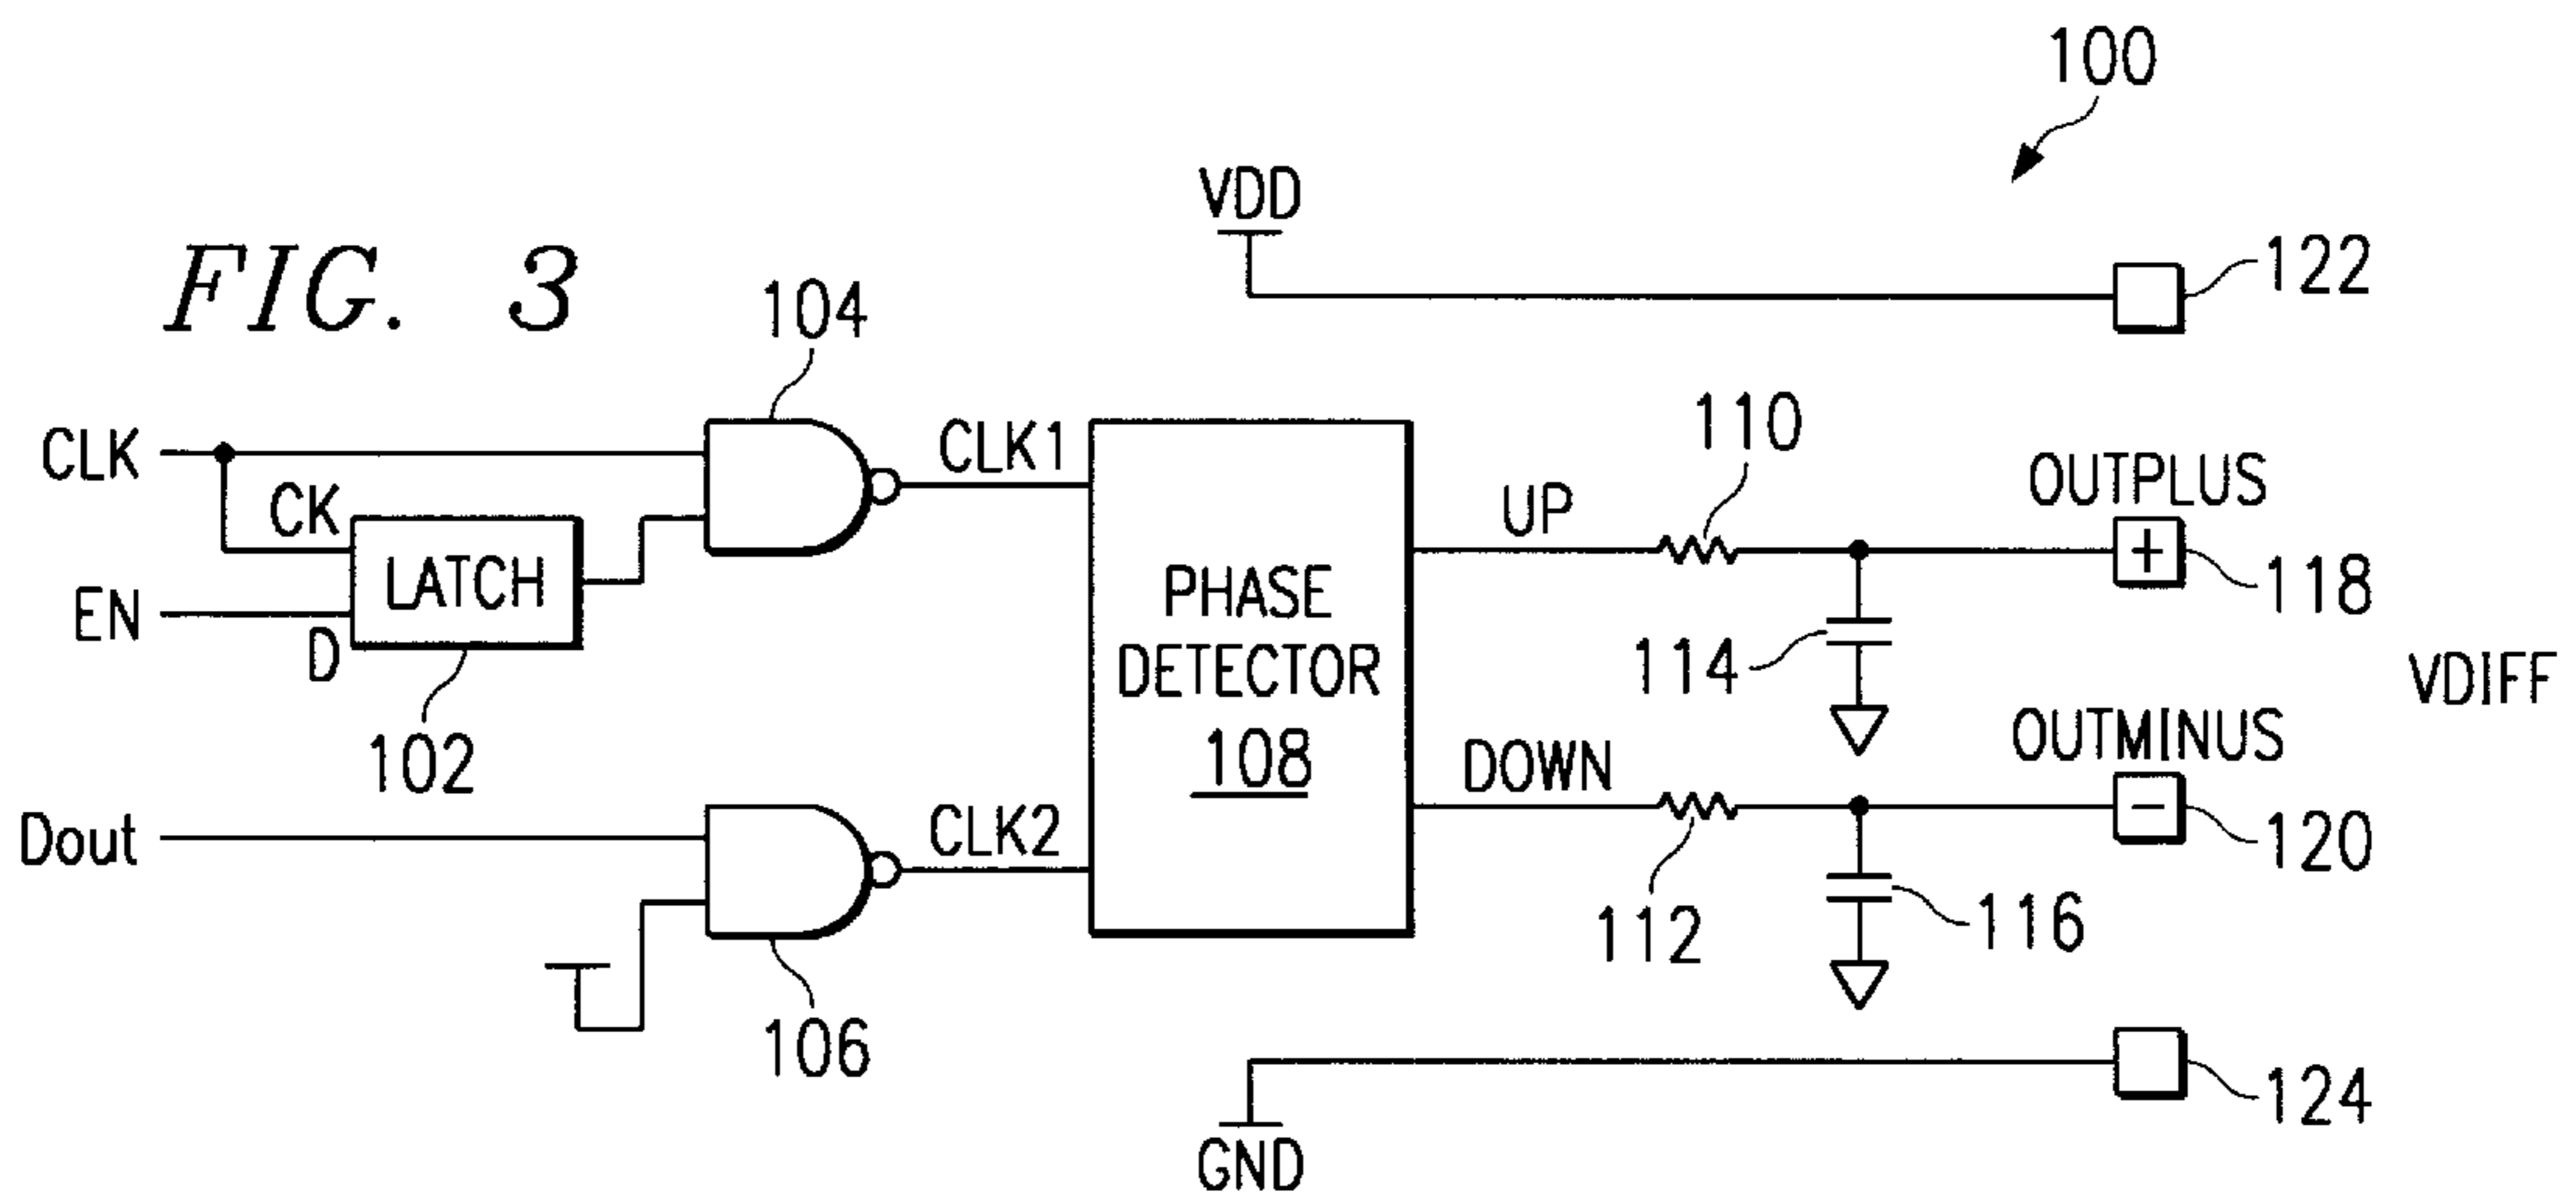 100
VDD
FIG. 3
122
104
110
CLK
CLK1
OUTPLUS
CK
UP
+
LATCH
118
EN
D
PHASE
DETECTOR
108
114
VDIFF
102
DOWN
OUTMINUS
Dout
CLK2
−
120
112
116
106
124
GND